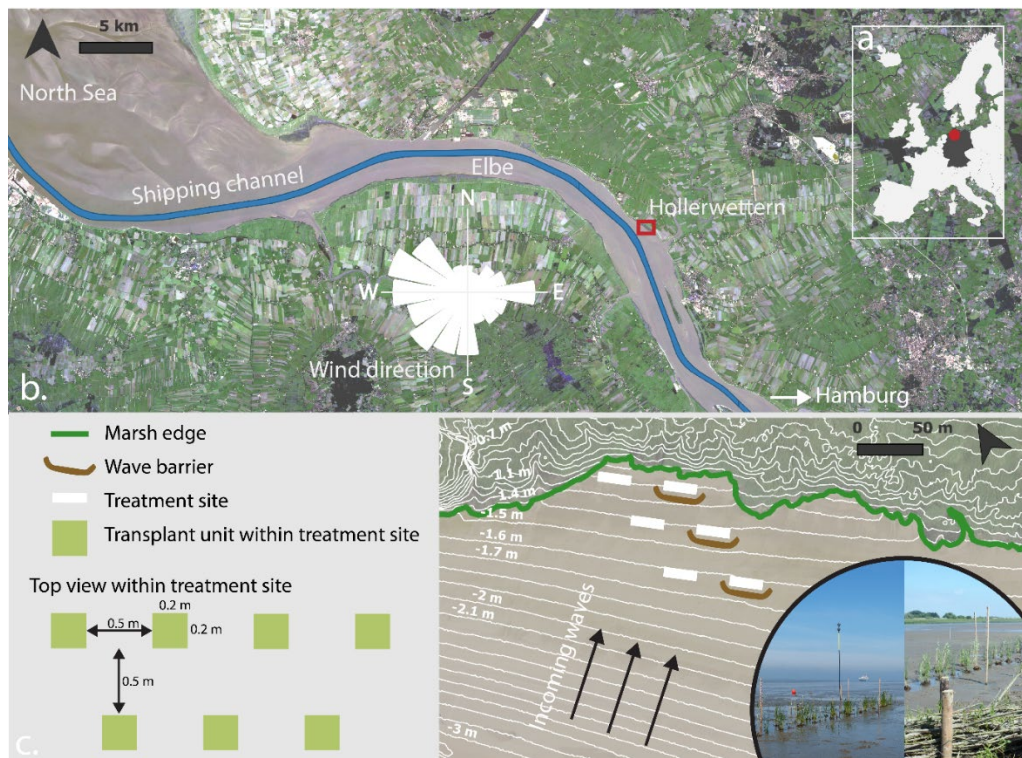 5 km
a.
North Sea
Shipping channel
Elbe
N
Hollerwettern
W
E
Wind direction
S
b.
Hamburg
Marsh edge
Wave barrier
Treatment site
Transplant unit within treatment site
Top view within treatment site
0.2 m
0.5 m
0.2 m
0.5 m
c.
0 50 m
-0.1 m
1.1 m
1.4 m
-1.5 m
-1.6 m
-1.7 m
-2 m
-2.1 m
-3 m
Incoming waves